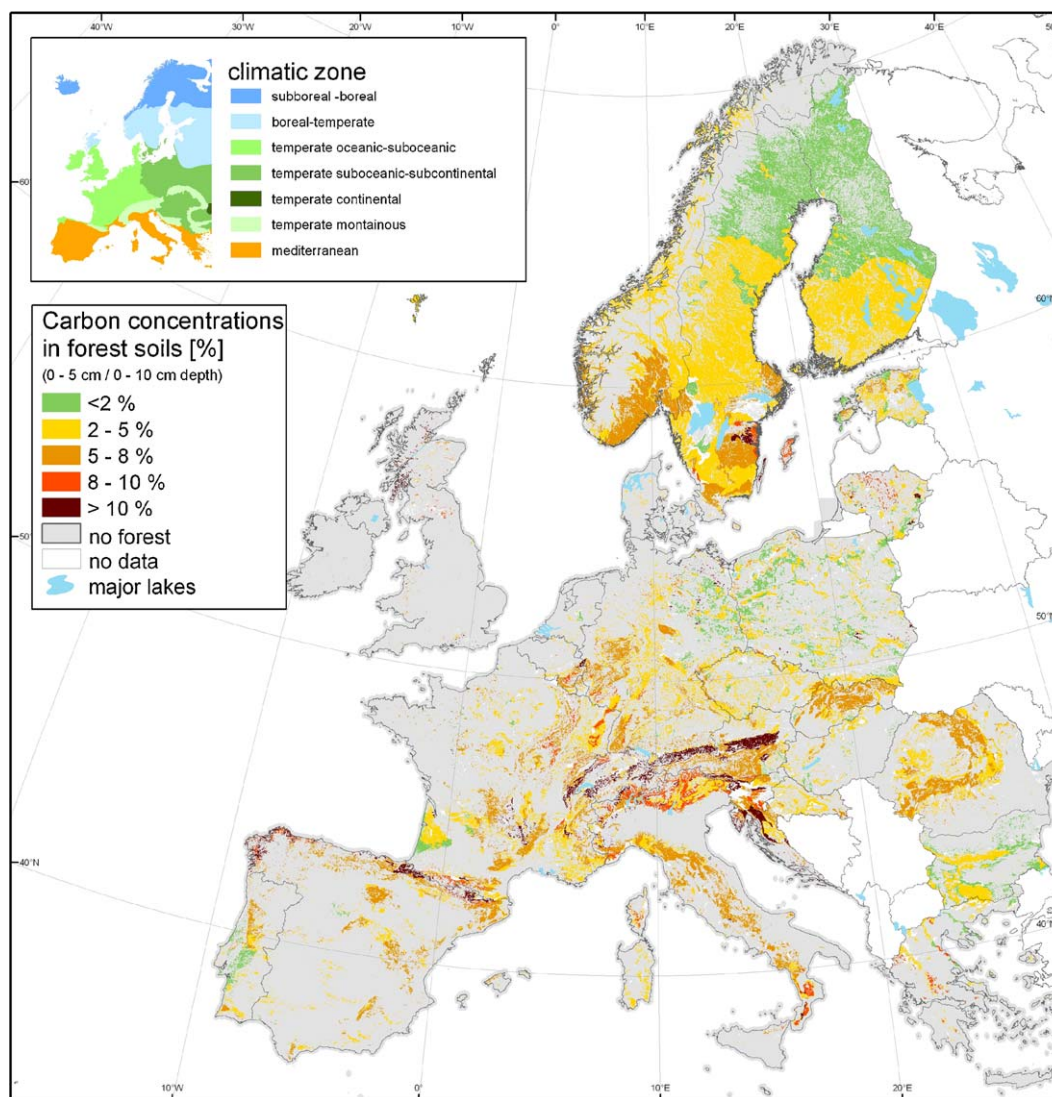 40°W
30°W
20°W
10°W
0°
10°E
20°E
30°E
40°E
climatic zone
subboreal -boreal
boreal-temperate
temperate oceanic-suboceanic
temperate suboceanic-subcontinental
temperate continental
temperate montainous
mediterranean
60°
60°N
Carbon concentrations
in forest soils [%]
(0 - 5 cm / 0 - 10 cm depth)
<2 %
2 - 5 %
5 - 8 %
8 - 10 %
> 10 %
no forest
no data
major lakes
50°
50°N
40°N
40°N
10°W
0°
10°E
20°E